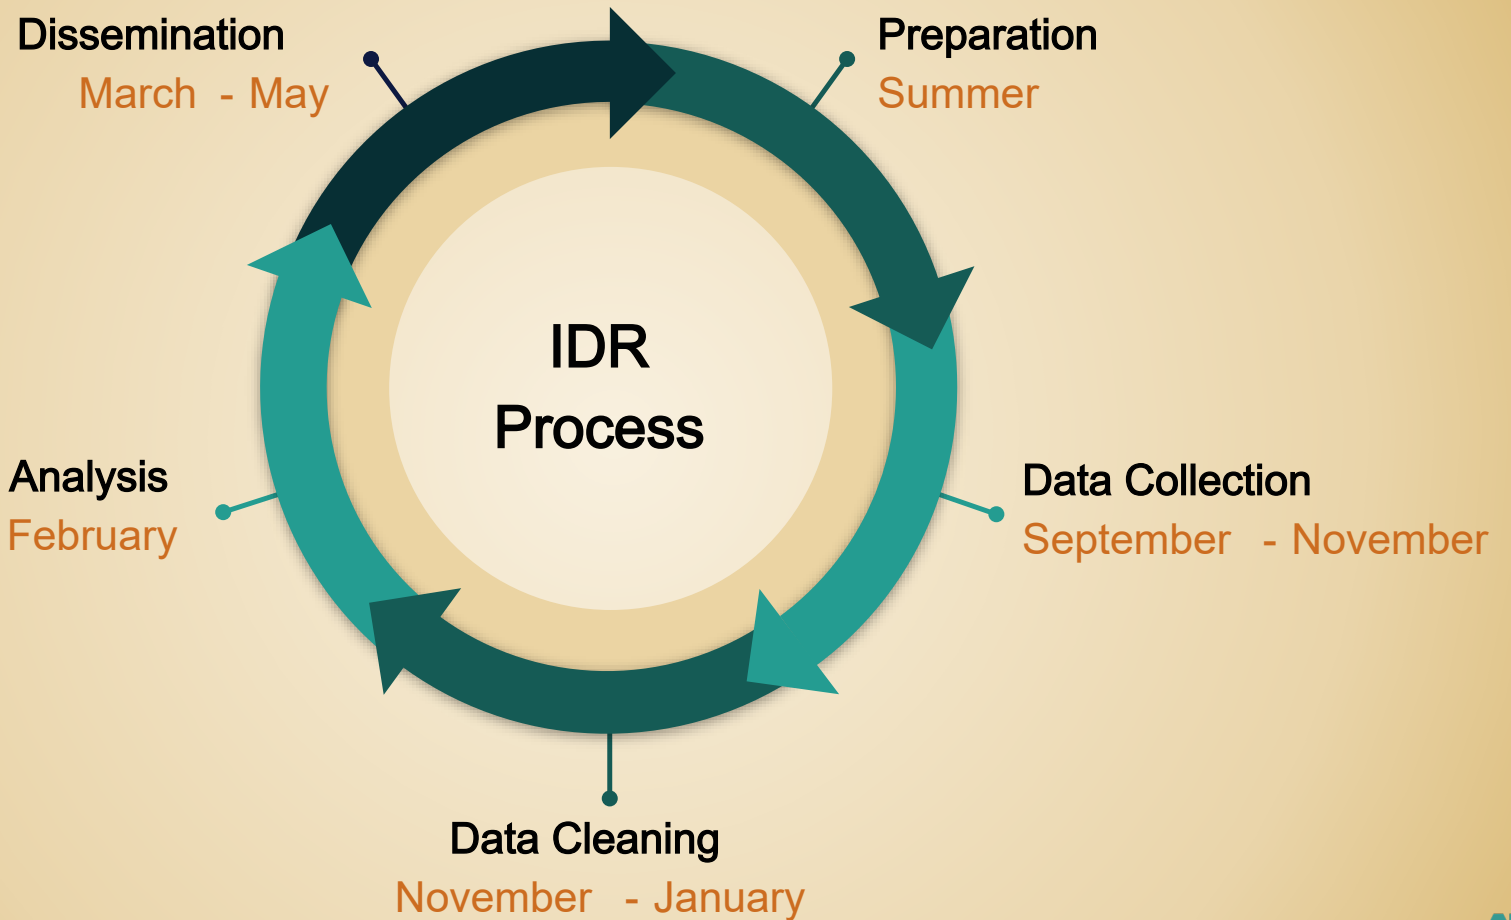 Dissemination
March - May
Preparation
Summer
IDR
Process
Analysis
February
Data Collection
September - November
Data Cleaning
November - January